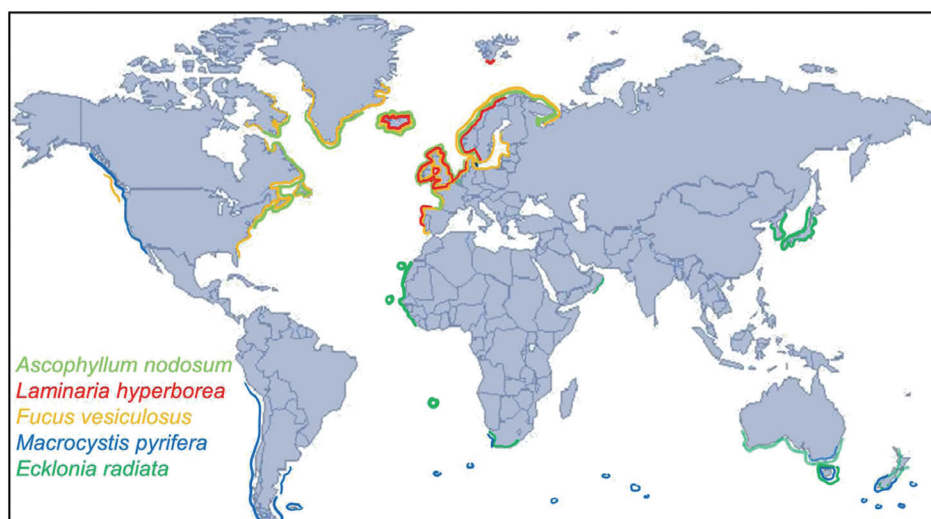 Ascophyllum nodosum
Laminaria hyperborea
Fucus vesiculosus
Macrocystis pyrifera
Ecklonia radiata